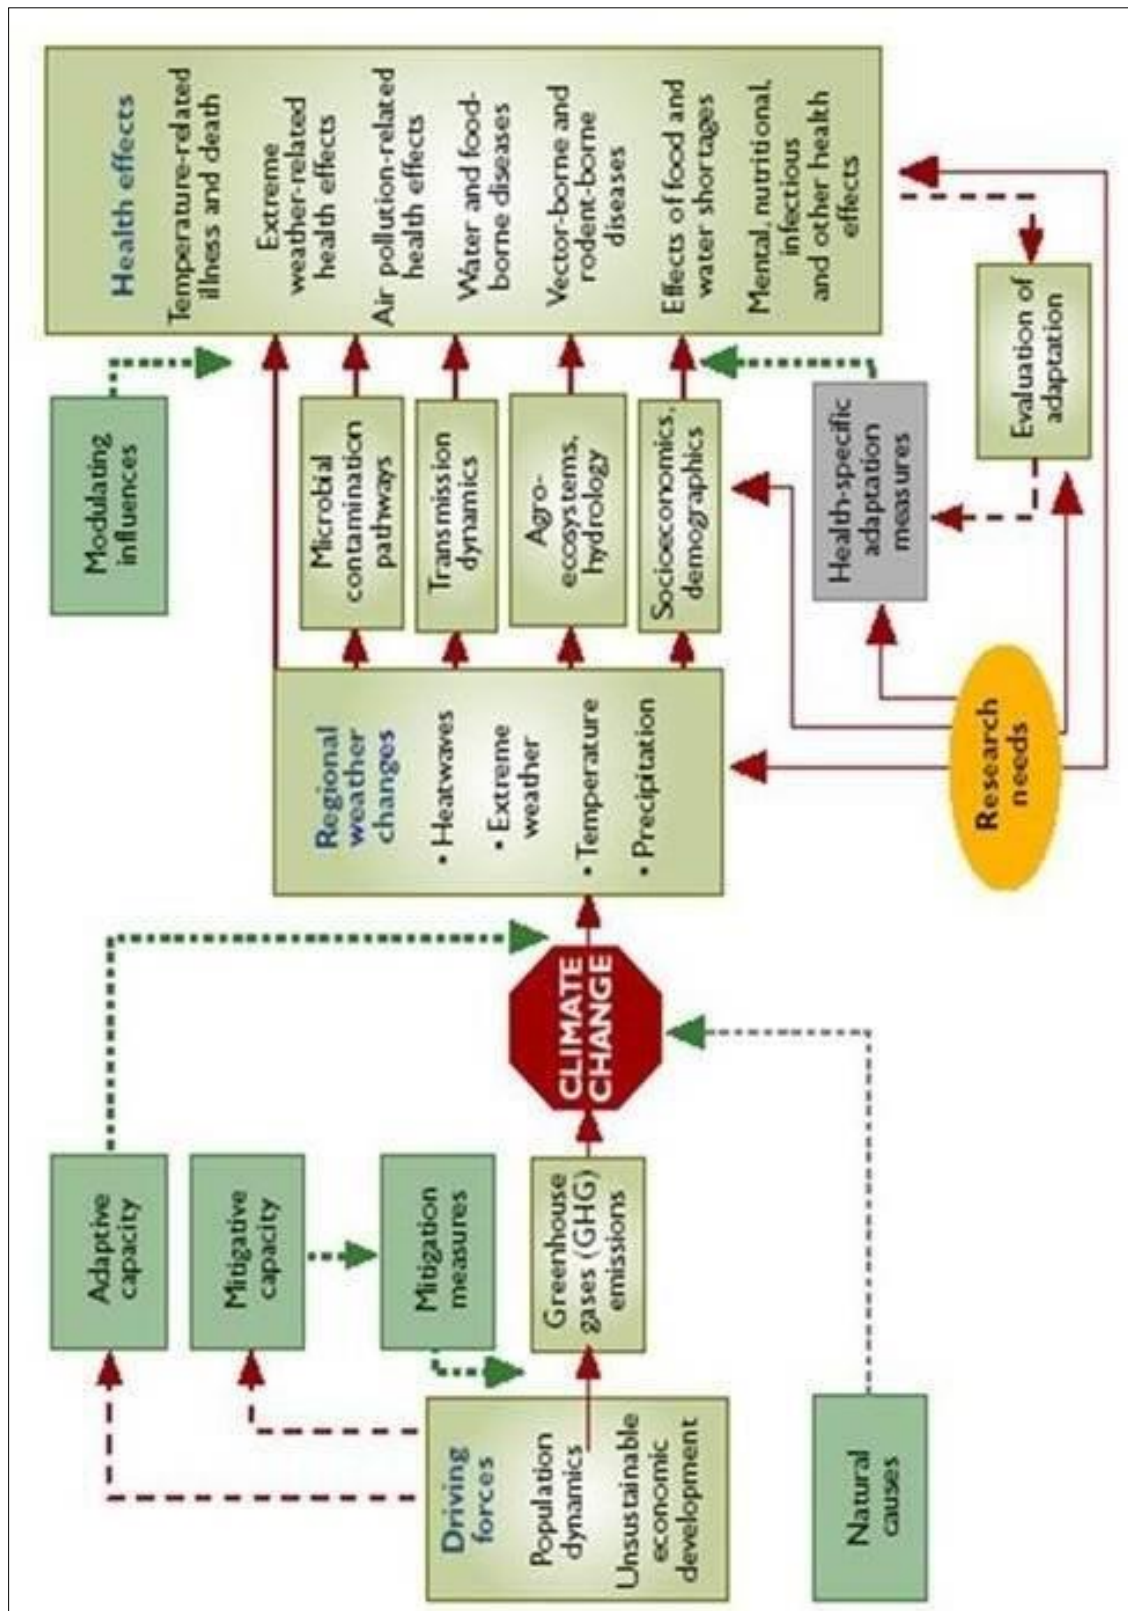 Driving
forces
Population
dynamics
Unsustainable
economic
development
Natural
causes
Adaptive
capacity
Mitigative
capacity
Mitigation
measures
Greenhouse
gases (GHG)
emissions
CLIMATE
CHANGE
Regional
weather
changes
• Heatwaves
• Extreme
weather
• Temperature
• Precipitation
Research
needs
Modulating
influences
Microbial
contamination
pathways
Transmission
dynamics
Agro-
ecosystems,
hydrology
Socioeconomics,
demographics
Health-specific
adaptation
measures
Evaluation of
adaptation
Health effects
Temperature-related
illness and death
Extreme
weather-related
health effects
Air pollution-related
health effects
Water and food-
borne diseases
Vector-borne and
rodent-borne
diseases
Effects of food and
water shortages
Mental, nutritional,
infectious
and other health
effects